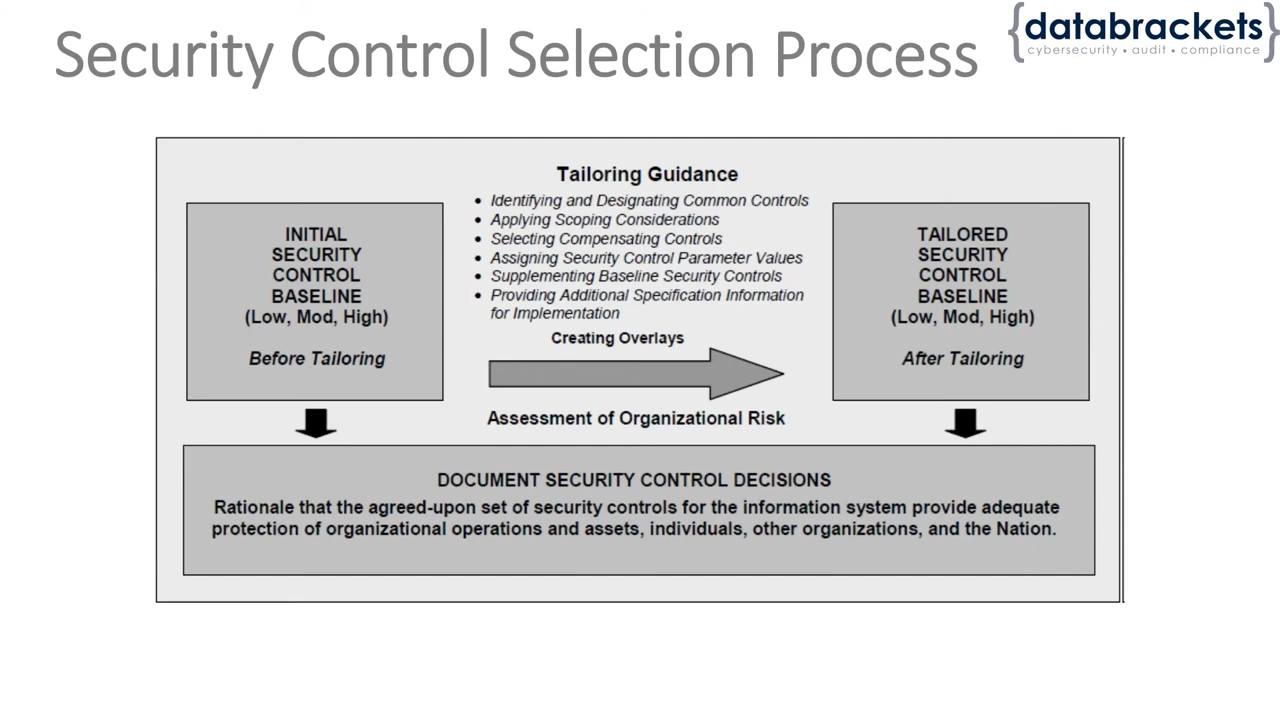 Security Control Selection Process
{databrackets}
cybersecurity • audit • compliance
Tailoring Guidance
• Identifying and Designating Common Controls
• Applying Scoping Considerations
• Selecting Compensating Controls
• Assigning Security Control Parameter Values
• Supplementing Baseline Security Controls
• Providing Additional Specification Information
for Implementation
Creating Overlays
Assessment of Organizational Risk
INITIAL
SECURITY
CONTROL
BASELINE
(Low, Mod, High)
Before Tailoring
TAILORED
SECURITY
CONTROL
BASELINE
(Low, Mod, High)
After Tailoring
DOCUMENT SECURITY CONTROL DECISIONS
Rationale that the agreed-upon set of security controls for the information system provide adequate
protection of organizational operations and assets, individuals, other organizations, and the Nation.